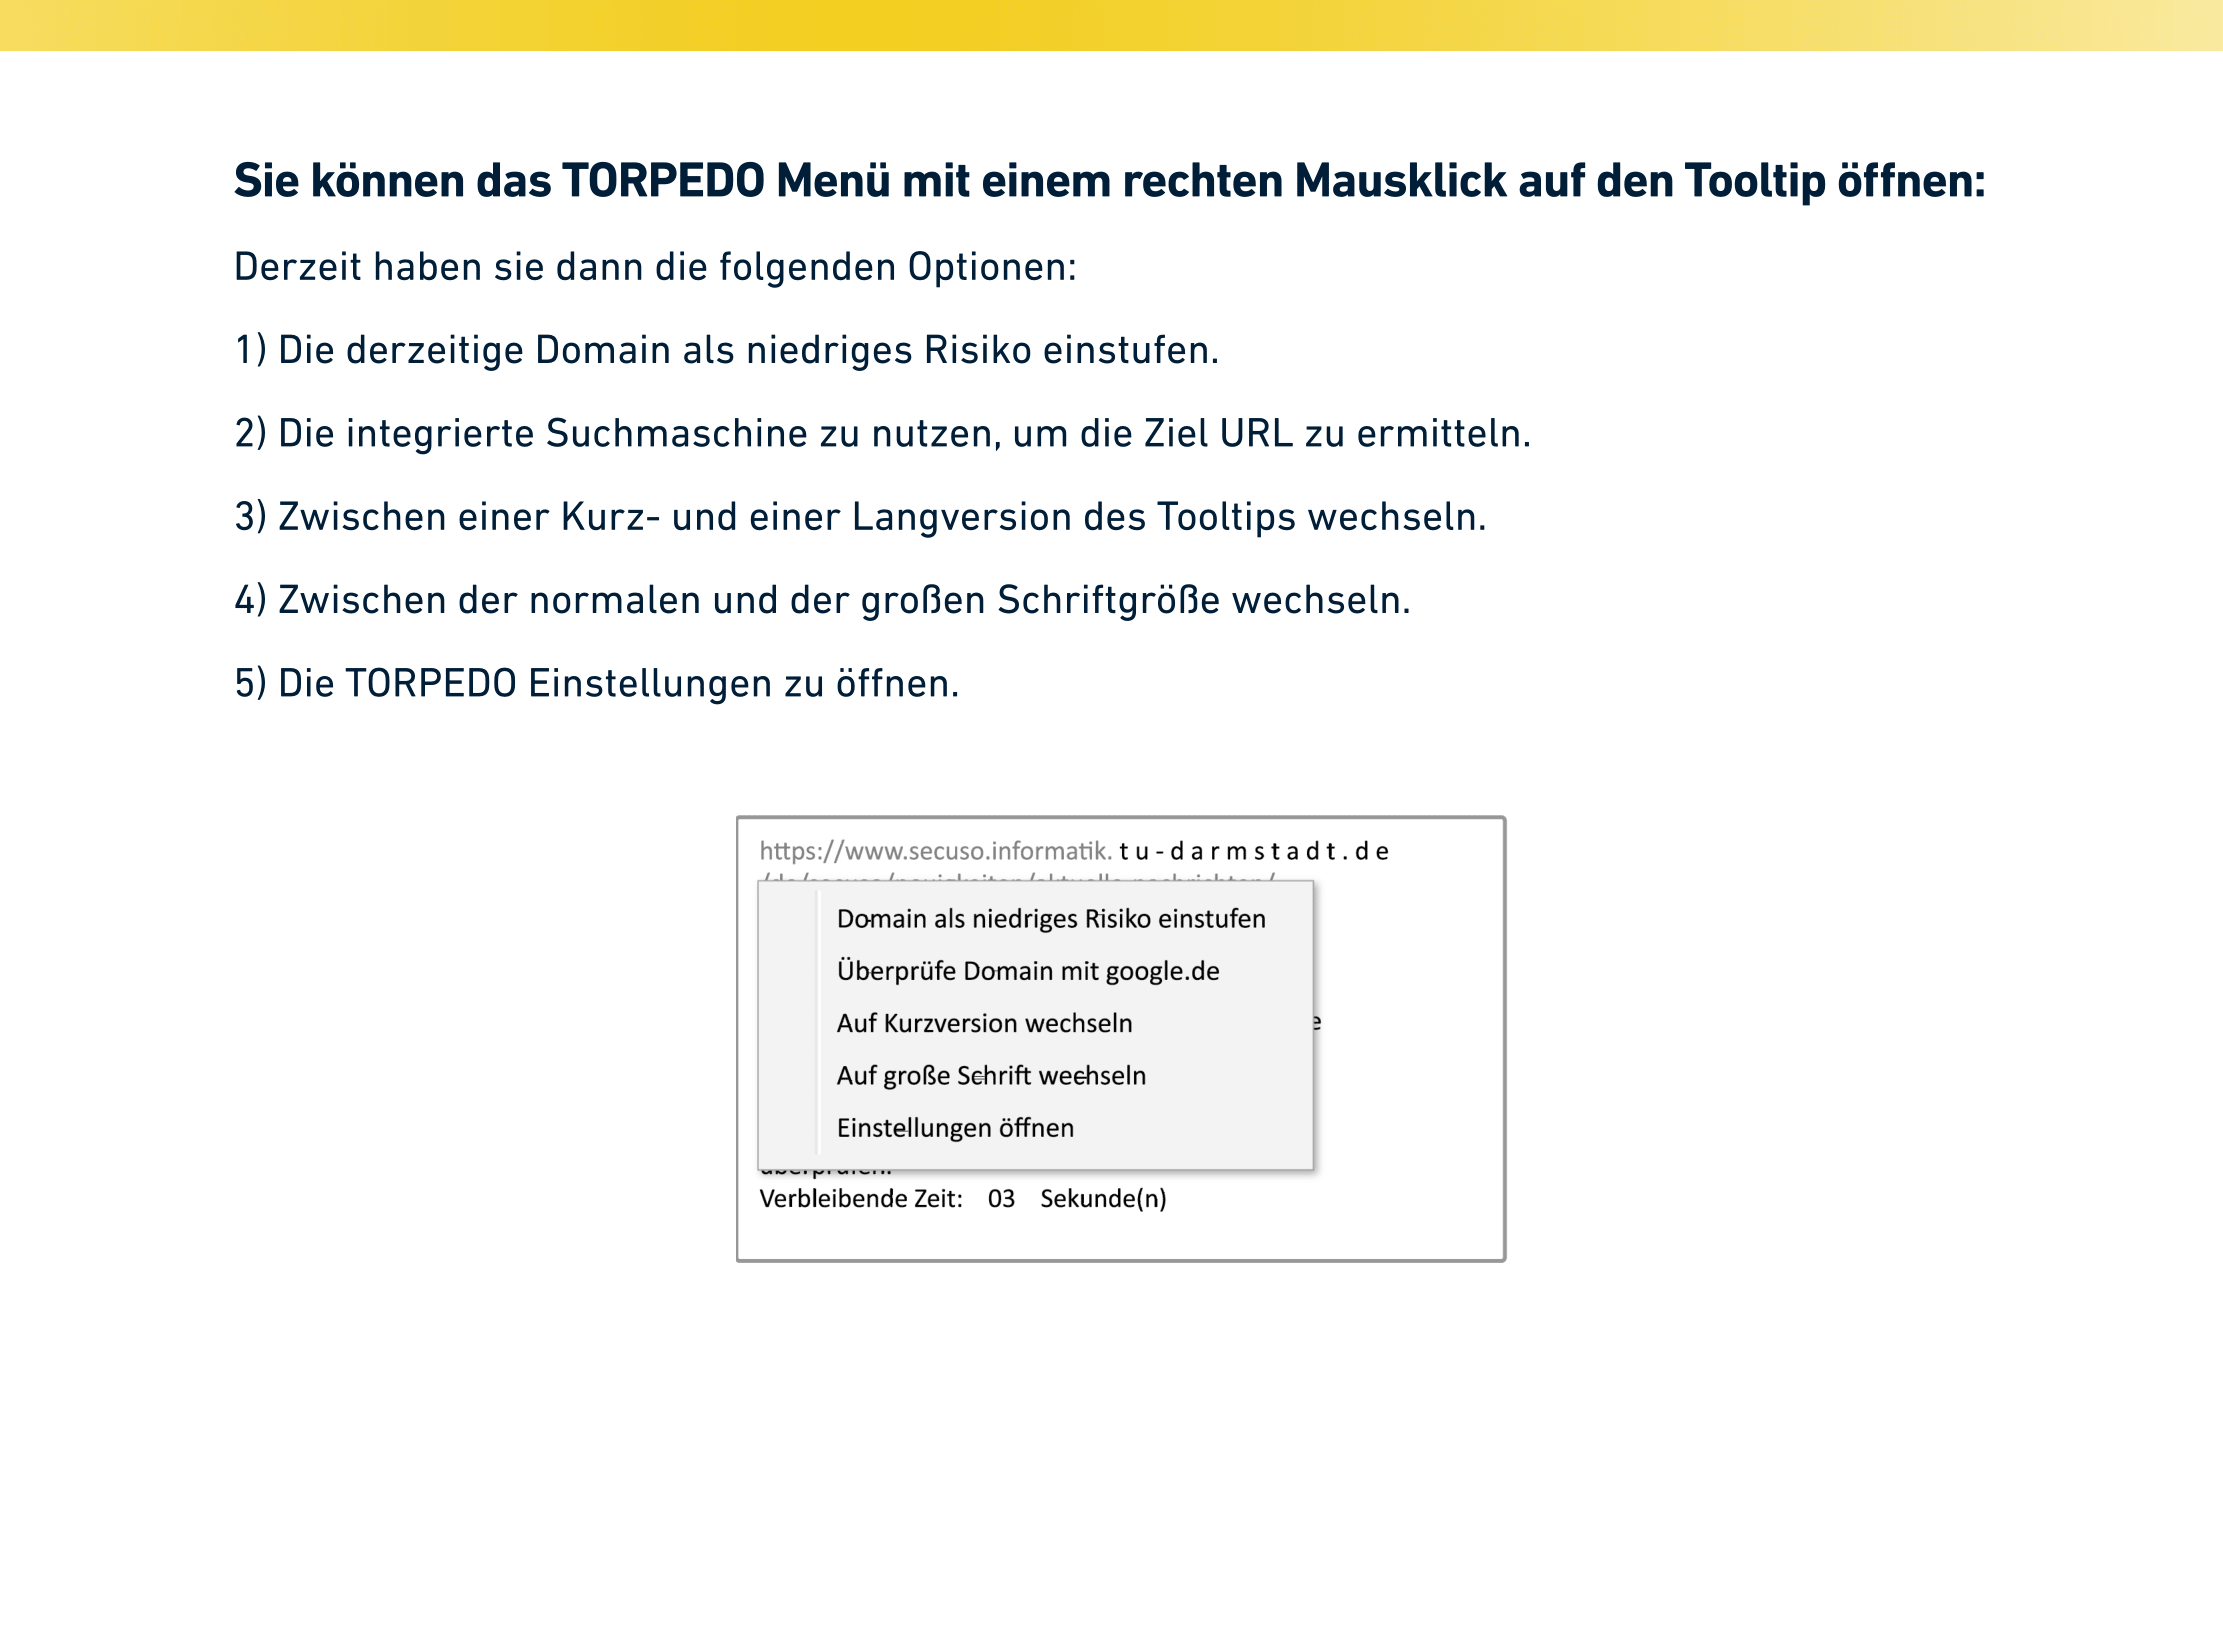 Sie können das TORPEDO Menü mit einem rechten Mausklick auf den Tooltip öffnen:
Derzeit haben sie dann die folgenden Optionen:
1) Die derzeitige Domain als niedriges Risiko einstufen.
2) Die integrierte Suchmaschine zu nutzen, um die Ziel URL zu ermitteln.
3) Zwischen einer Kurz- und einer Langversion des Tooltips wechseln.
4) Zwischen der normalen und der großen Schriftgröße wechseln.
5) Die TORPEDO Einstellungen zu öffnen.
https://www.secuso.informatik. tu-darmstadt.de
Domain als niedriges Risiko einstufen
Überprüfe Domain mit google.de
Auf Kurzversion wechseln
Auf große Schrift wechseln
Einstellungen öffnen
Verbleibende Zeit: 03 Sekunde(n)